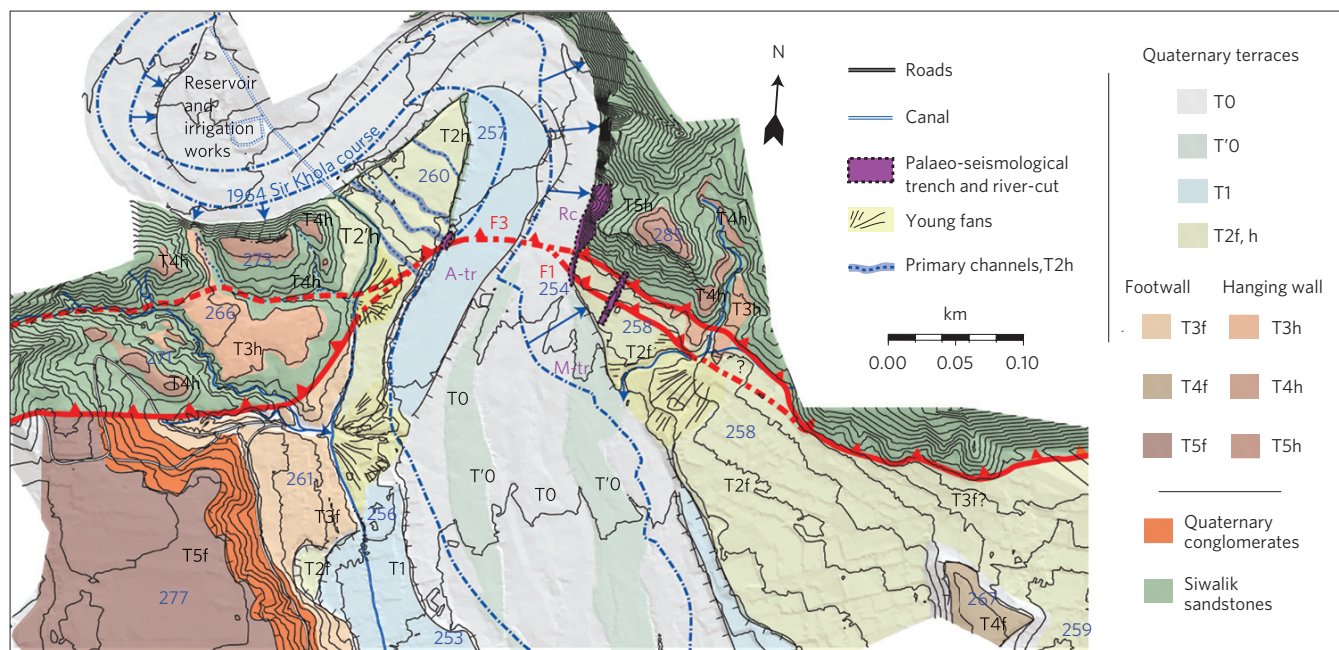 Reservoir
and
irrigation
works
1964 Sir Khola course
T2h
257
260
T4h
T2'h
273
T4h
T4h
266
T3h
T4h
F3
A-tr
Rc
F1
254
T5h
285
T4h
T4h
T3h
258
T2f
?
M-tr
T0
T'0
T0
T'0
258
T2f
T3f?
261
T3f
256
T2f
T1
253
T5f
277
267
T4f
259
N
Roads
Canal
Palaeo-seismological
trench and river-cut
Young fans
Primary channels,T2h
km
0.00 0.04 0.05 0.10
Quaternary terraces
T0
T'0
T1
T2f, h
Footwall Hanging wall
T3f T3h
T4f T4h
T5f T5h
Quaternary
conglomerates
Siwalik
sandstones